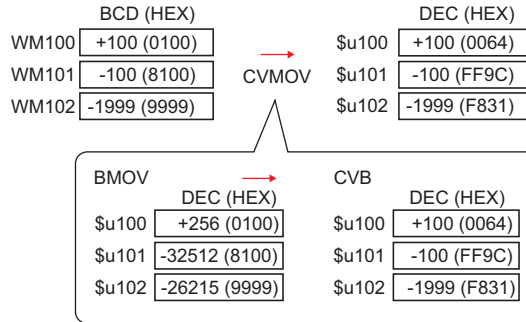 BCD (HEX) DEC (HEX)
WM100 +100 (0100) $u100 +100 (0064)
WM101 -100 (8100) CVMOV $u101 -100 (FF9C)
WM102 -1999 (9999) $u102 -1999 (F831)
BMOV CVB
DEC (HEX) DEC (HEX)
$u100 +256 (0100) $u100 +100 (0064)
$u101 -32512 (8100) $u101 -100 (FF9C)
$u102 -26215 (9999) $u102 -1999 (F831)